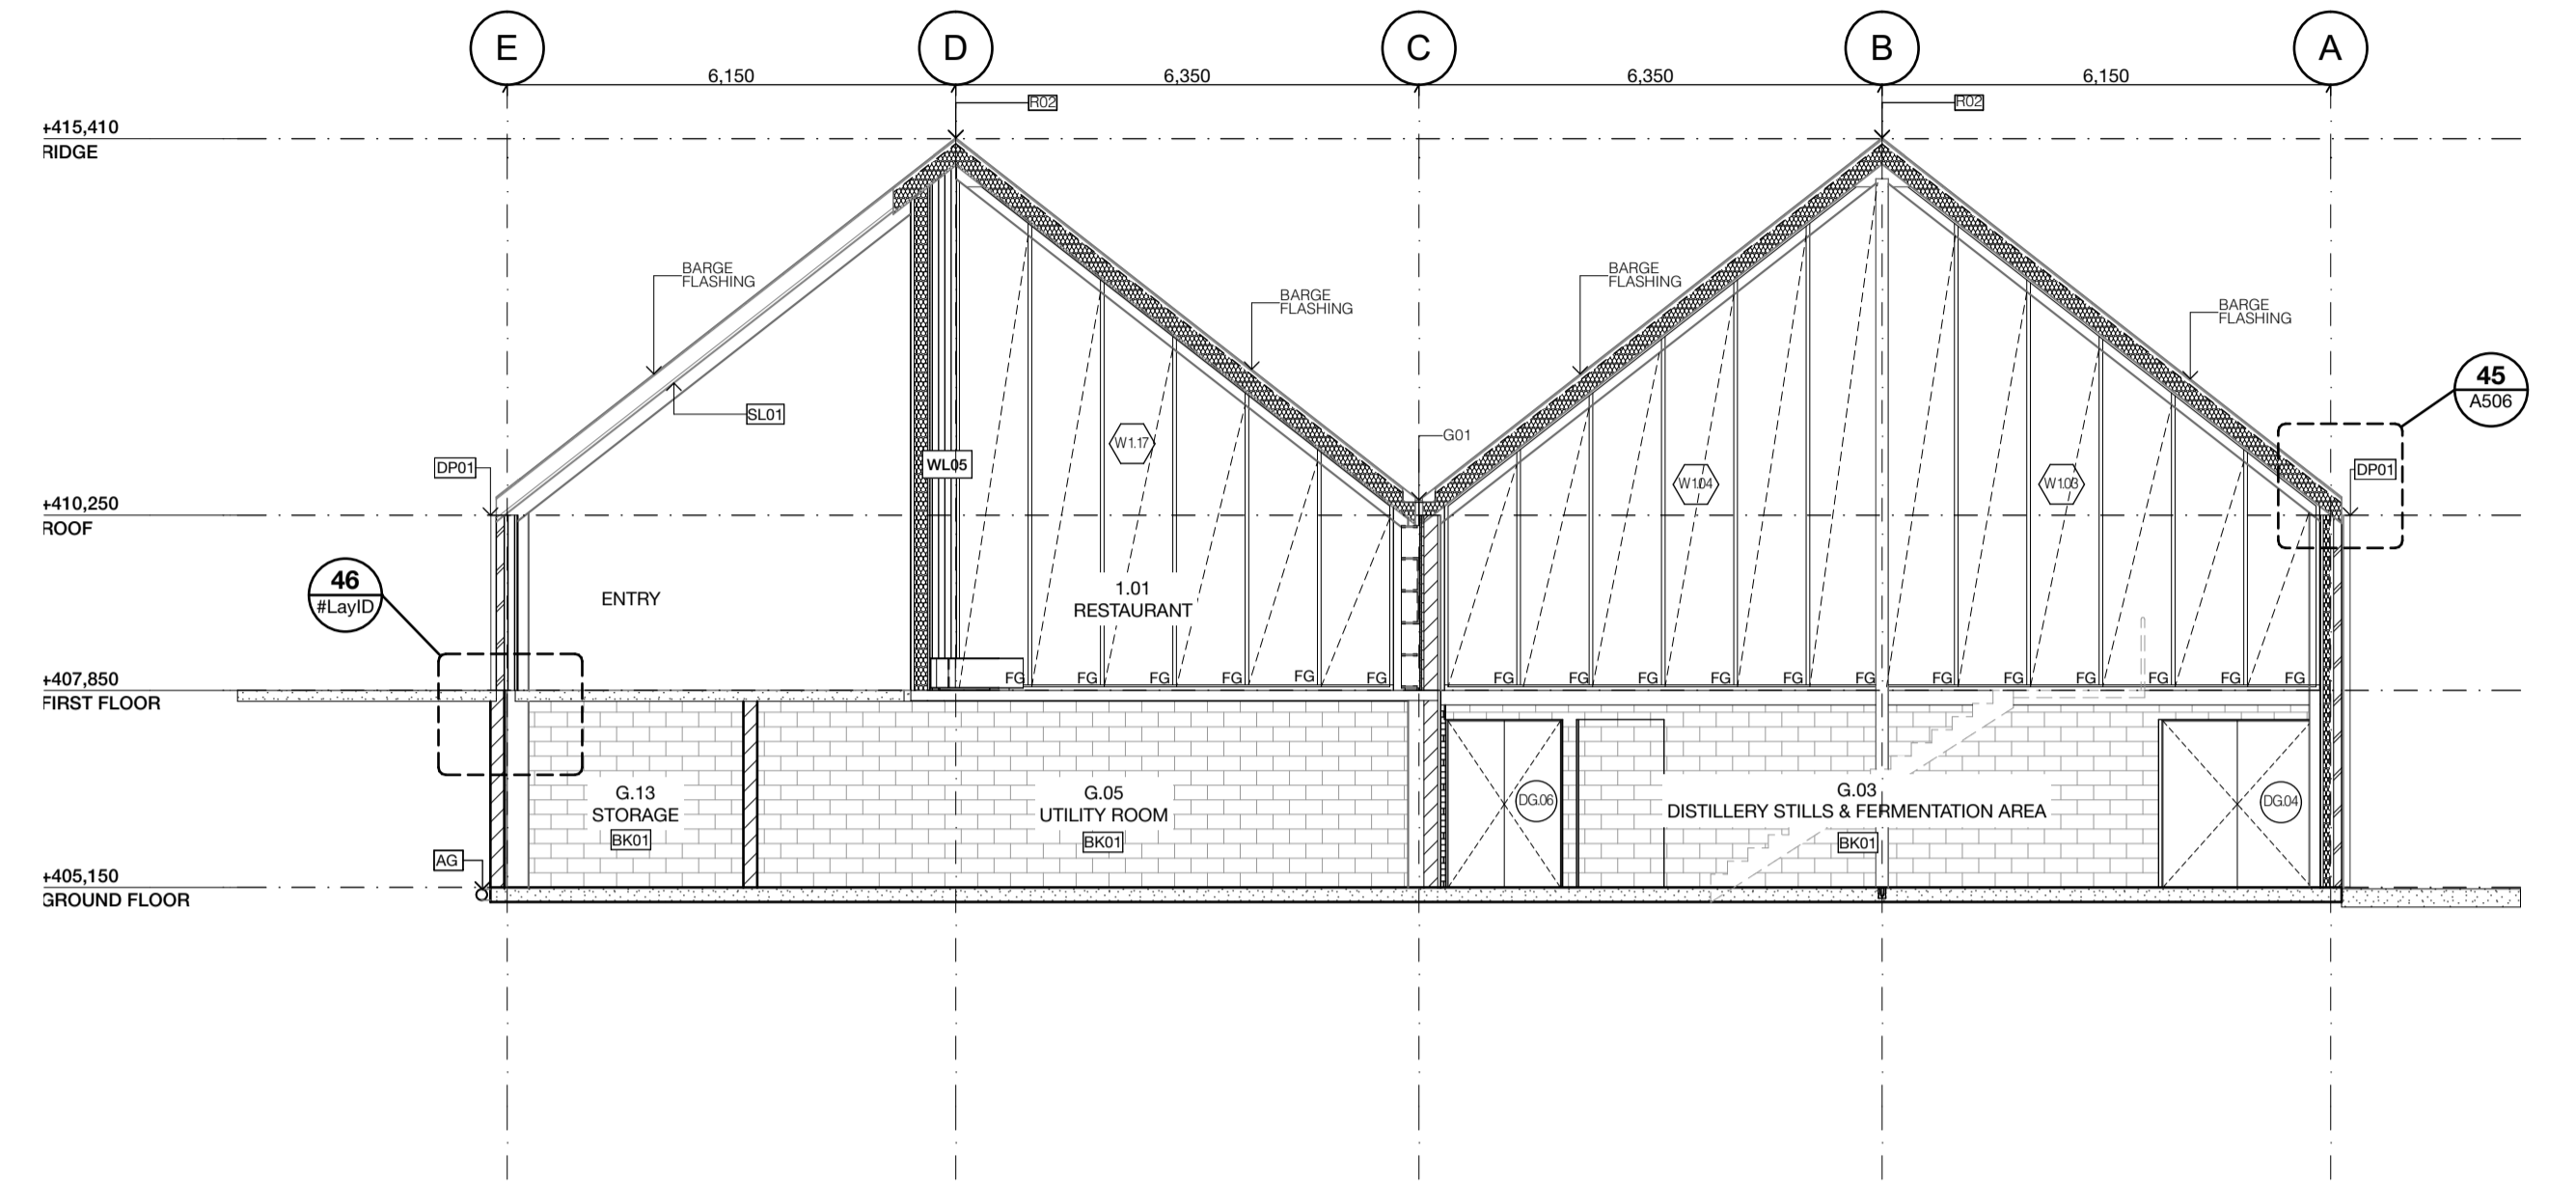 E D C B A
6,150 6,350 6,350 6,150
R02 R02
+415,410
RIDGE
BARGE
FLASHING
BARGE
FLASHING
BARGE
FLASHING
BARGE
FLASHING
45
A506
SL01
G01
W1.17
DP01
WL05
W1.04
W1.03
DP01
+410,250
ROOF
46
#LayID
ENTRY
1.01
RESTAURANT
FG FG FG FG FG FG FG FG FG FG FG FG FG FG FG FG FG FG
+407,850
FIRST FLOOR
G.13
STORAGE
BK01
G.05
UTILITY ROOM
BK01
DG.06
G.03
DISTILLERY STILLS & FERMENTATION AREA
BK01
DG.04
AG
+405,150
GROUND FLOOR